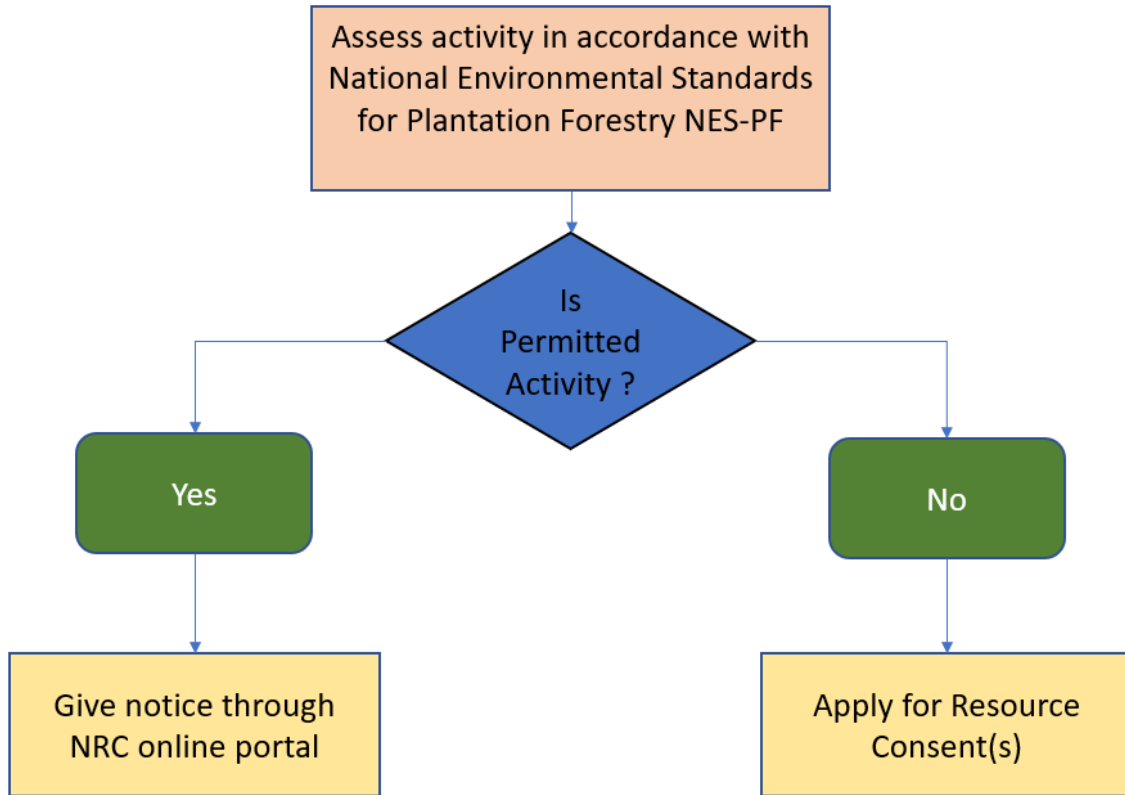 Assess activity in accordance with
National Environmental Standards
for Plantation Forestry NES-PF
Is
Permitted
Activity ?
Yes
No
Give notice through
NRC online portal
Apply for Resource
Consent(s)